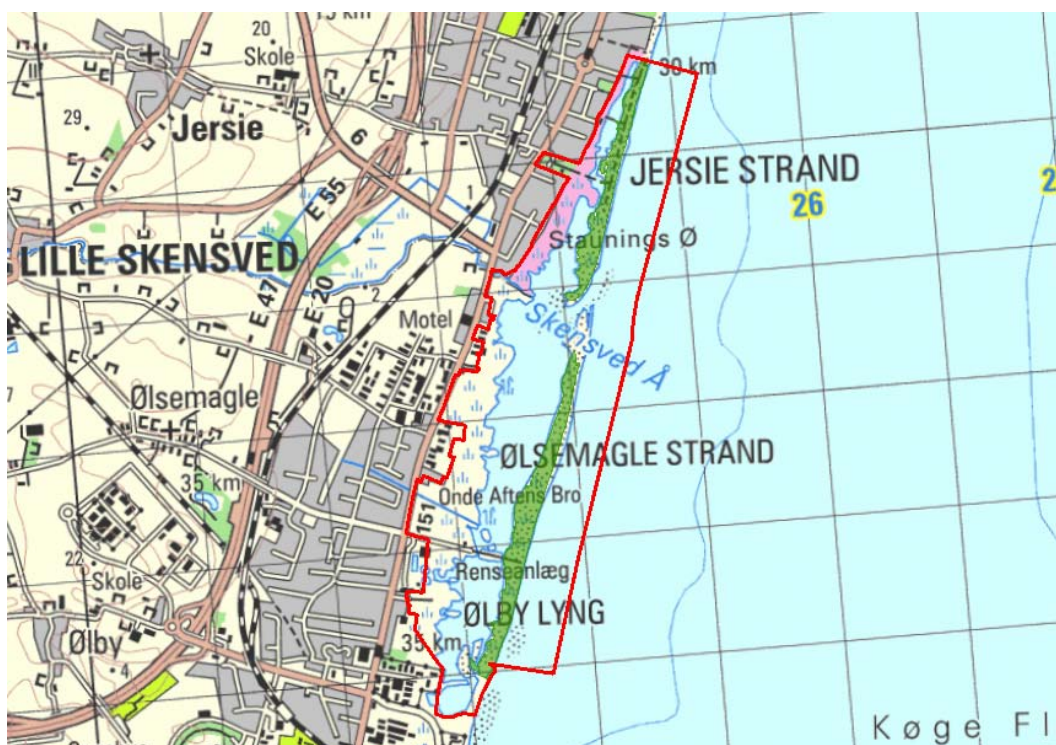 20
Skole
30 km
29
Jersie
6
E 55
1
JERSIE STRAND
26
2
Staunings Ø
LILLE SKENSVED
E 47
E 20
2
Motel
Skensved Å
Ølsemagle
35 km
ØLSEMAGLE STRAND
Onde Aftens Bro
151
22
Skole
Renseanlæg
ØLBY LYNG
35 km
Ølby
4
Køge Fl